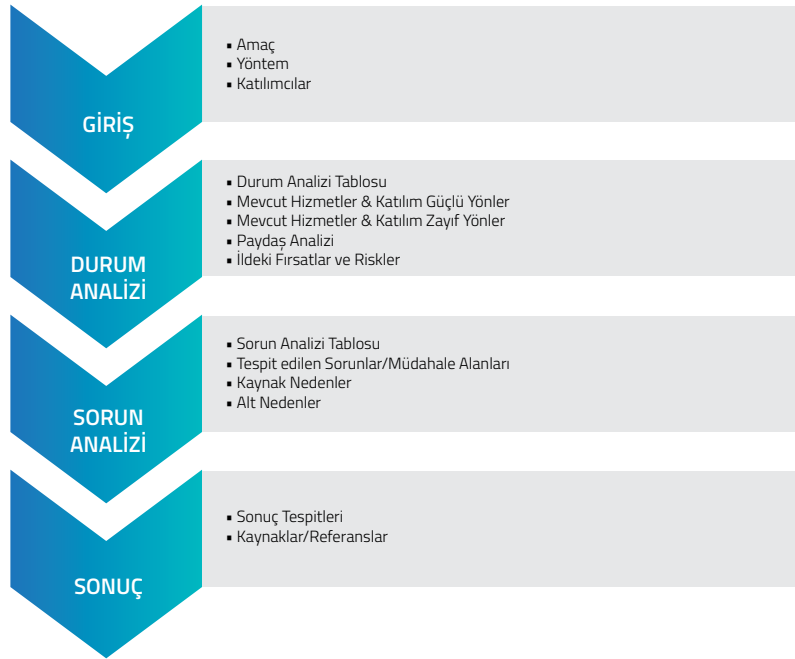 GİRİŞ
▪ Amaç
▪ Yöntem
▪ Katılımcılar
DURUM
ANALİZİ
▪ Durum Analizi Tablosu
▪ Mevcut Hizmetler & Katılım Güçlü Yönler
▪ Mevcut Hizmetler & Katılım Zayıf Yönler
▪ Paydaş Analizi
▪ İldeki Fırsatlar ve Riskler
SORUN
ANALİZİ
▪ Sorun Analizi Tablosu
▪ Tespit edilen Sorunlar/Müdahale Alanları
▪ Kaynak Nedenler
▪ Alt Nedenler
SONUÇ
▪ Sonuç Tespitleri
▪ Kaynaklar/Referanslar